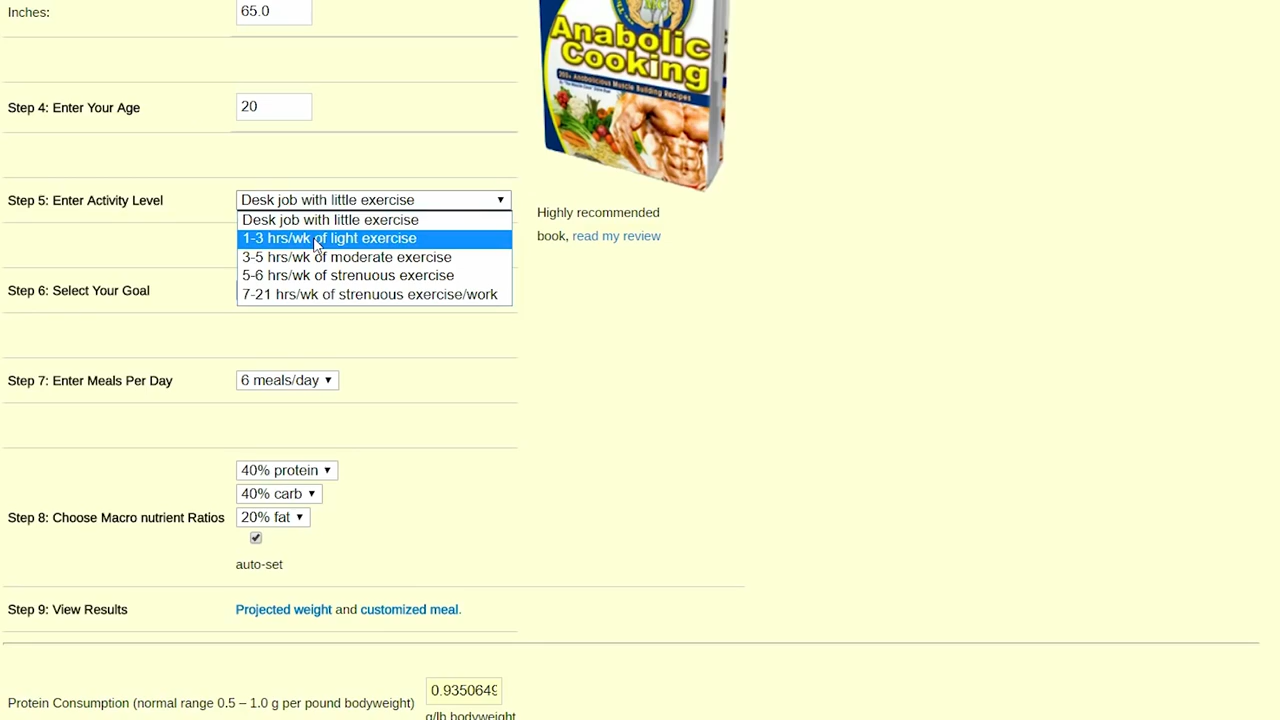 Inches:
65.0
Anabolic
Cooking
Step 4: Enter Your Age
20
Step 5: Enter Activity Level
Desk job with little exercise
Desk job with little exercise
1-3 hrs/wk of light exercise
3-5 hrs/wk of moderate exercise
5-6 hrs/wk of strenuous exercise
7-21 hrs/wk of strenuous exercise/work
Highly recommended
book, read my review
Step 6: Select Your Goal
Step 7: Enter Meals Per Day
6 meals/day
40% protein
40% carb
Step 8: Choose Macro nutrient Ratios
20% fat
auto-set
Step 9: View Results
Projected weight and customized meal.
Protein Consumption (normal range 0.5 – 1.0 g per pound bodyweight)
0.9350649
g/lb bodyweight